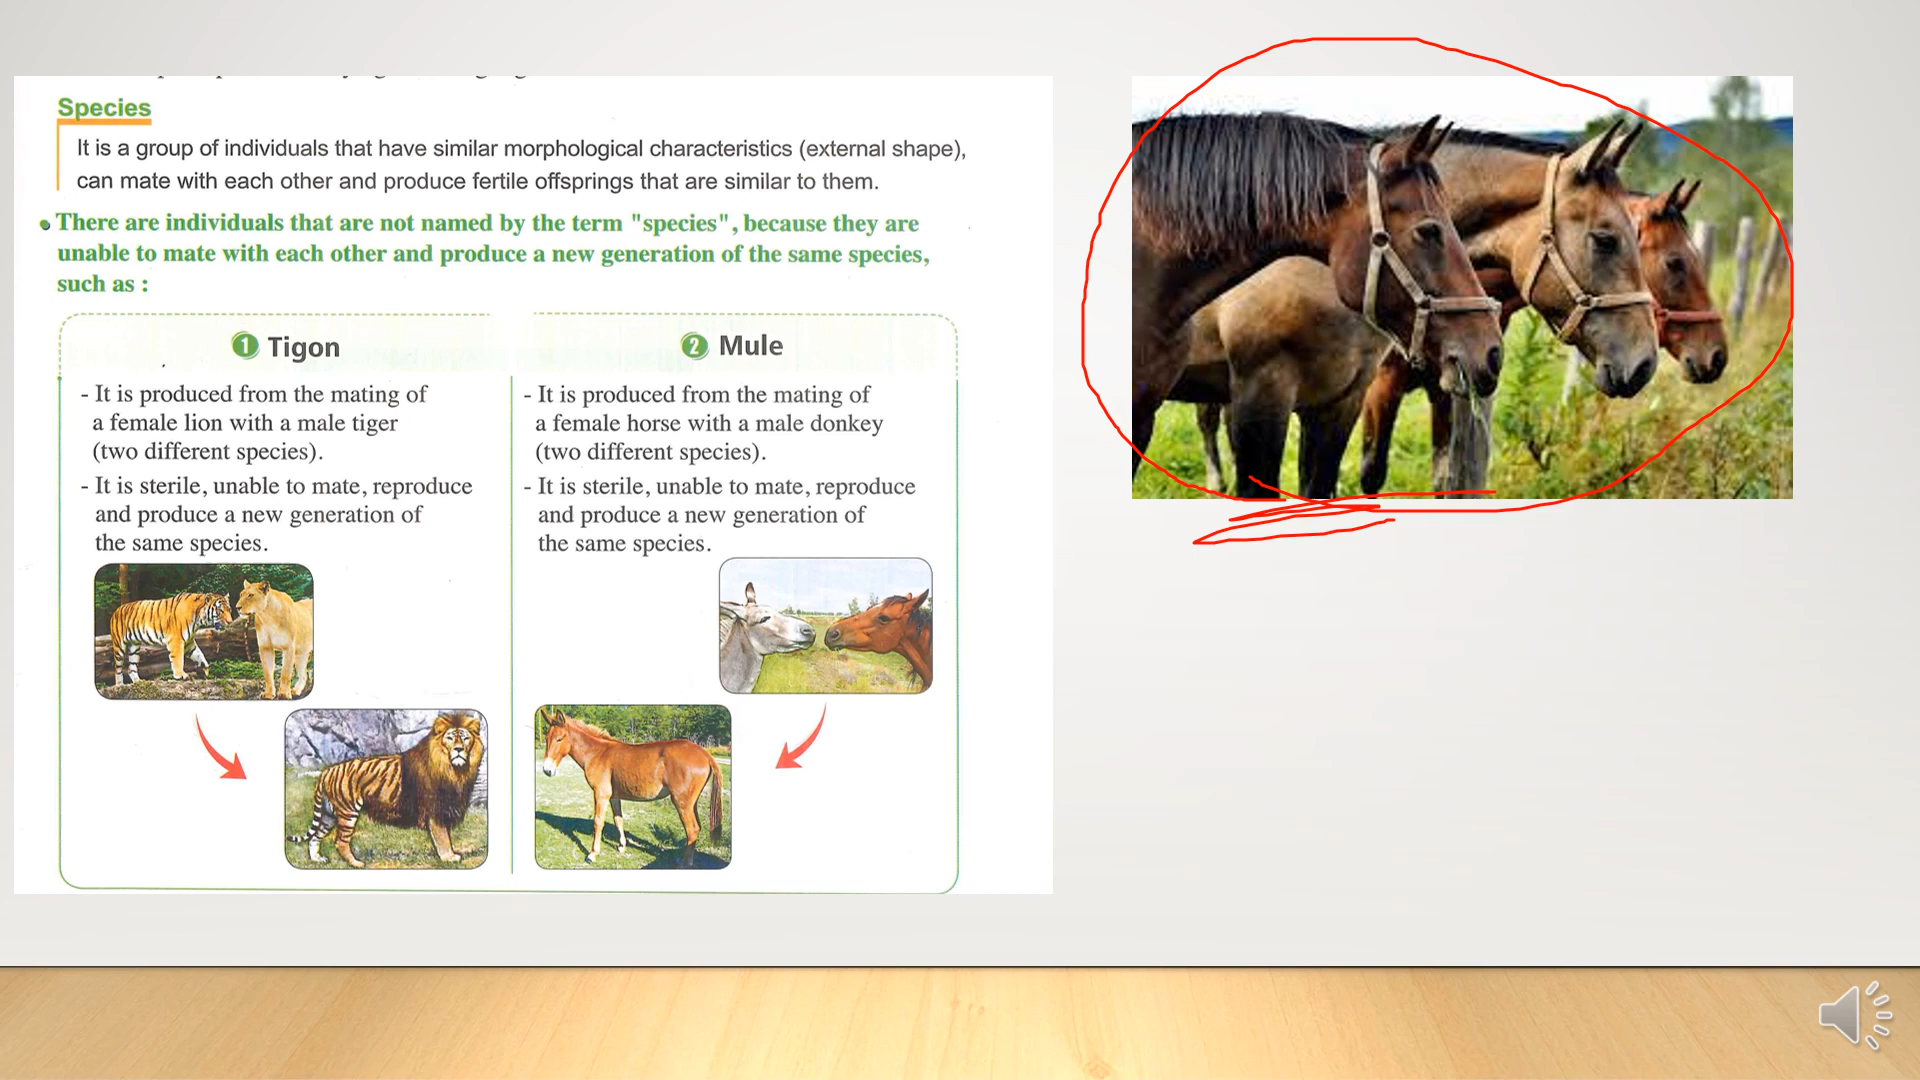 Species
It is a group of individuals that have similar morphological characteristics (external shape),
can mate with each other and produce fertile offsprings that are similar to them.
• There are individuals that are not named by the term "species", because they are
unable to mate with each other and produce a new generation of the same species,
such as :
1 Tigon
- It is produced from the mating of
a female lion with a male tiger
(two different species).
- It is sterile, unable to mate, reproduce
and produce a new generation of
the same species.
2 Mule
- It is produced from the mating of
a female horse with a male donkey
(two different species).
- It is sterile, unable to mate, reproduce
and produce a new generation of
the same species.